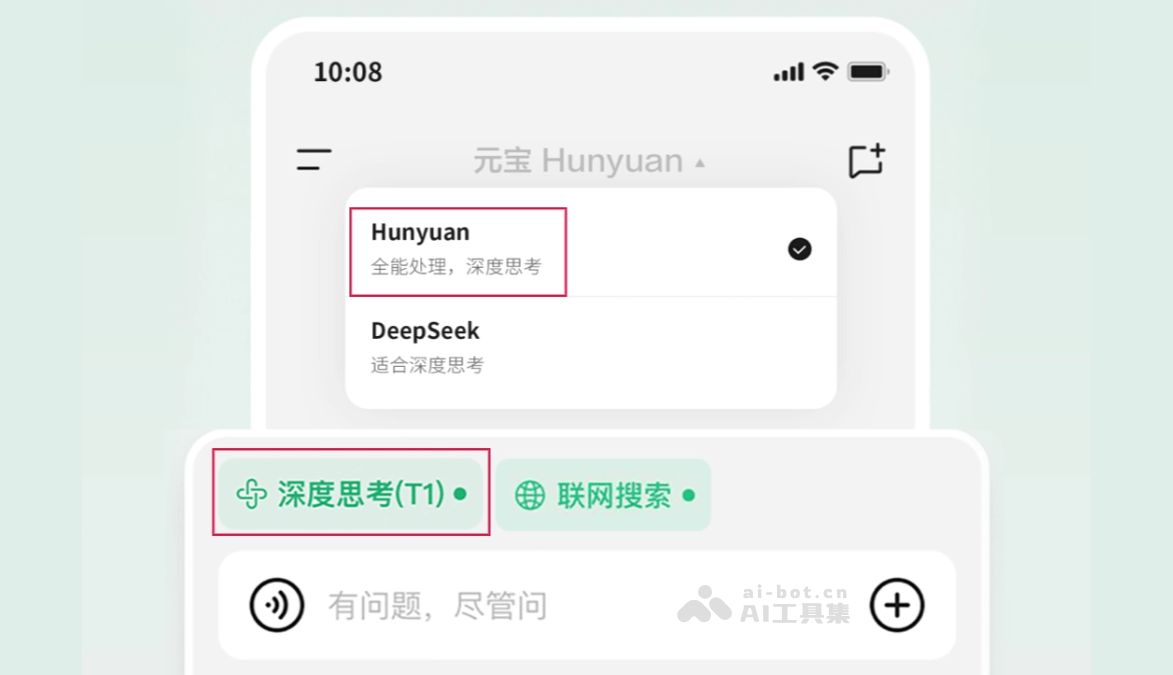 10:08
元宝 Hunyuan
Hunyuan
全能处理，深度思考
DeepSeek
适合深度思考
深度思考(T1)
联网搜索
有问题，尽管问
ai-bot.cn
AI工具集